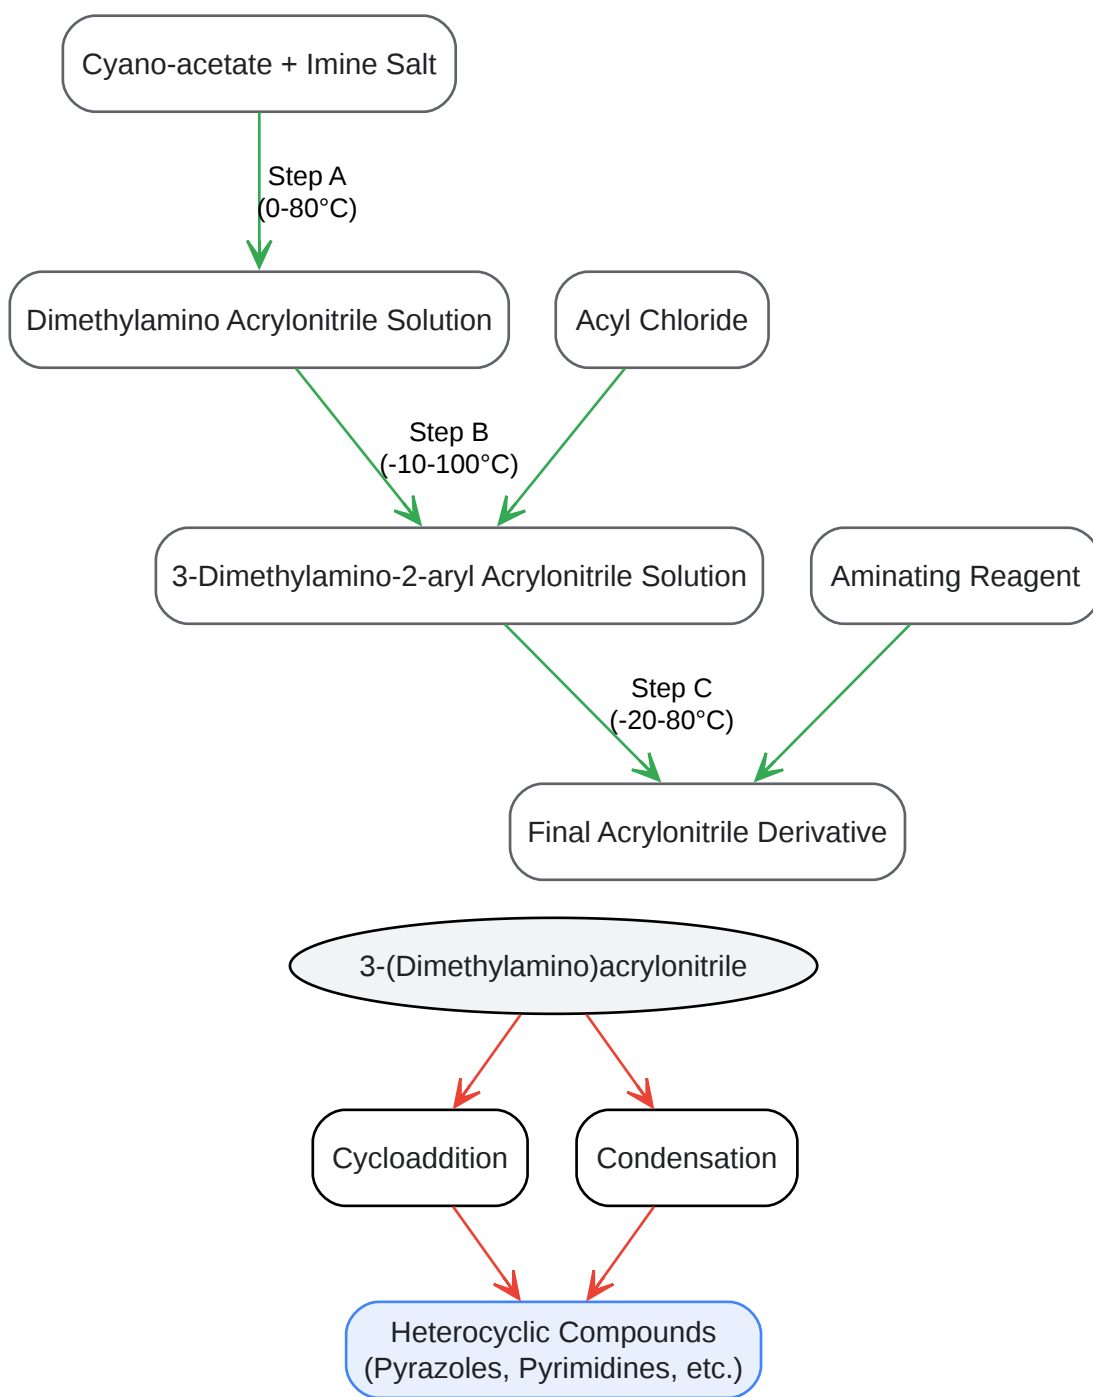 Cyano-acetate + Imine Salt
Step A
(0-80°C)
Dimethylamino Acrylonitrile Solution
Acyl Chloride
Step B
(-10-100°C)
3-Dimethylamino-2-aryl Acrylonitrile Solution
Aminating Reagent
Step C
(-20-80°C)
Final Acrylonitrile Derivative
3-(Dimethylamino)acrylonitrile
Cycloaddition
Condensation
Heterocyclic Compounds
(Pyrazoles, Pyrimidines, etc.)